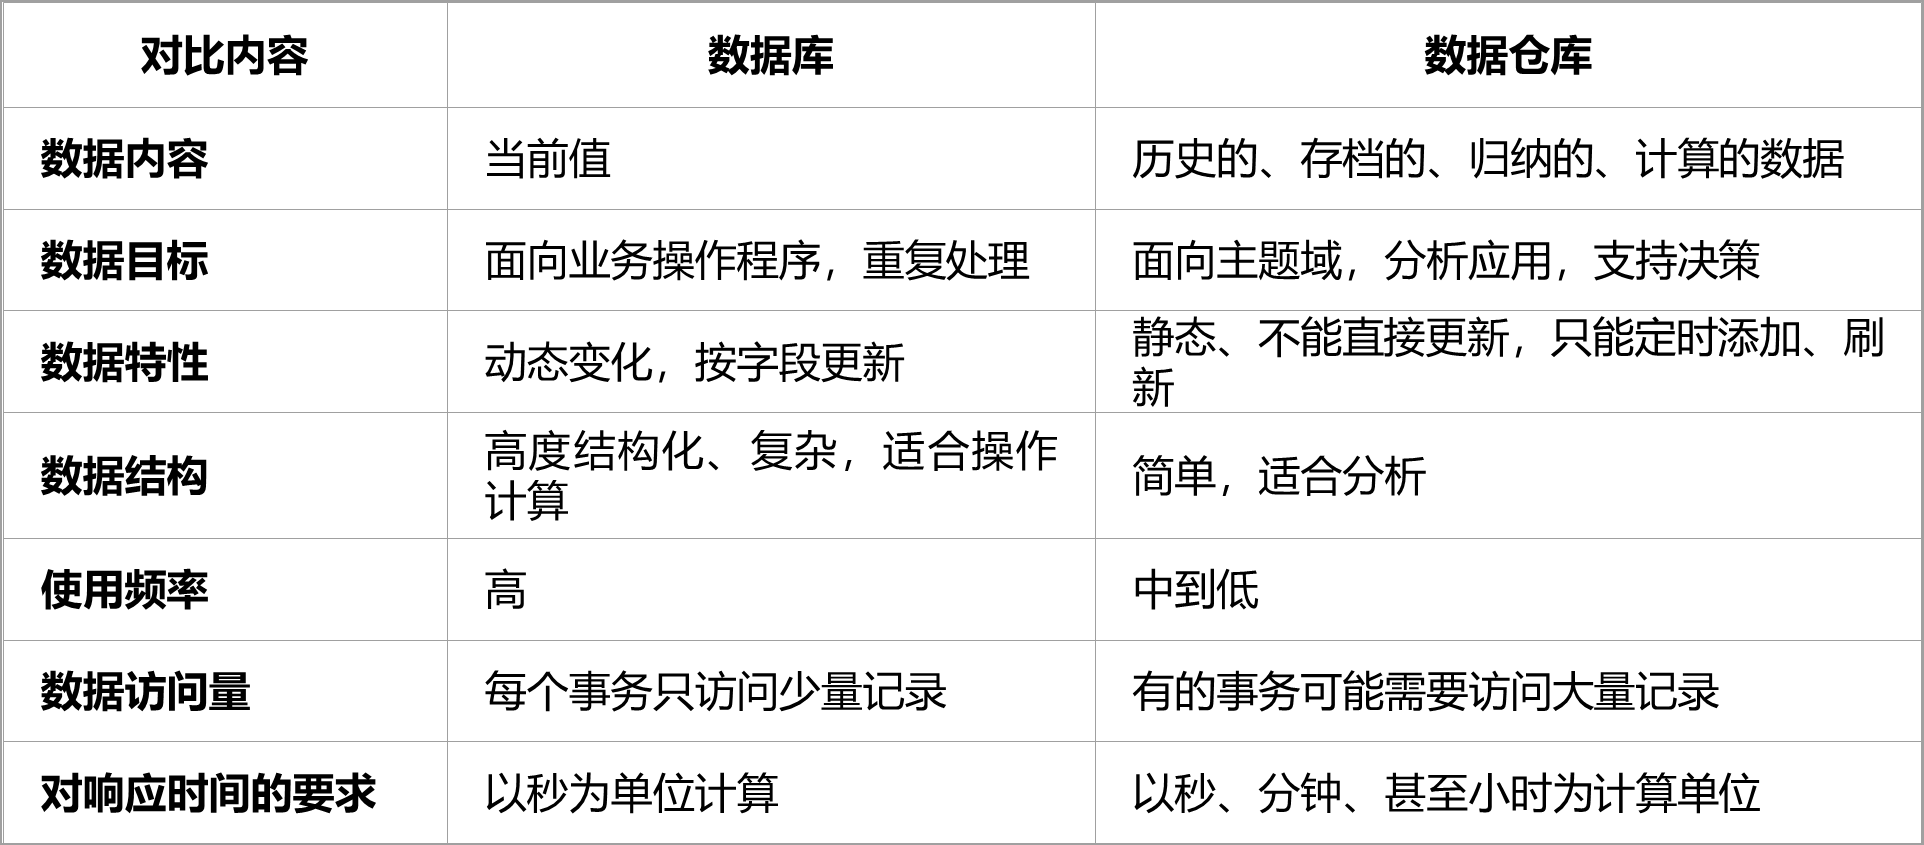 对比内容 数据库 数据仓库
数据内容 当前值 历史的、存档的、归纳的、计算的数据
数据目标 面向业务操作程序，重复处理 面向主题域，分析应用，支持决策
数据特性 动态变化，按字段更新 静态、不能直接更新，只能定时添加、刷
新
数据结构 高度结构化、复杂，适合操作
计算 简单，适合分析
使用频率 高 中到低
数据访问量 每个事务只访问少量记录 有的事务可能需要访问大量记录
对响应时间的要求 以秒为单位计算 以秒、分钟、甚至小时为计算单位